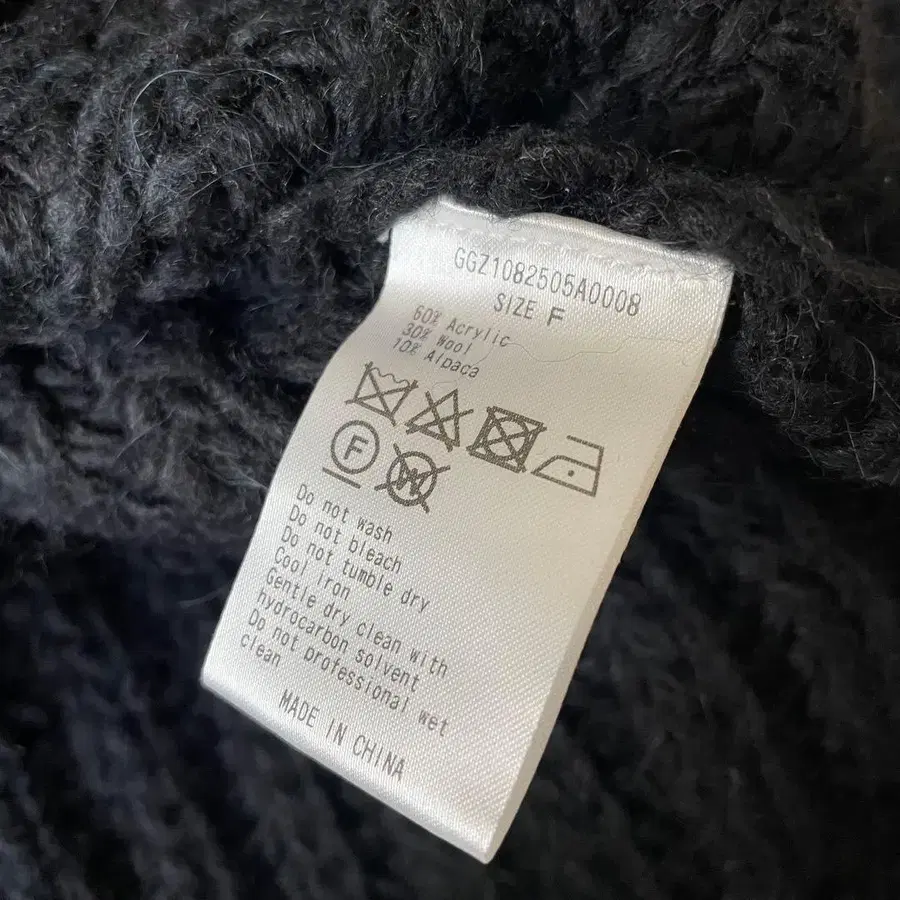 GGZ1082505A0008
SIZE F
60% Acrylic
30% Wool
10% Alpaca
F
W
Do not wash
Do not bleach
Do not tumble dry
Cool iron
Gentle dry clean with
hydrocarbon solvent
Do not professional wet
clean
MADE IN CHINA